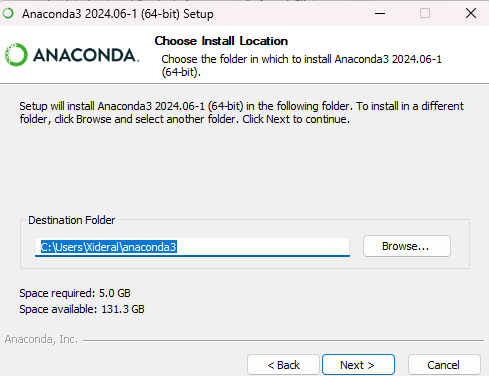 Anaconda3 2024.06-1 (64-bit) Setup
ANACONDA.
Choose Install Location
Choose the folder in which to install Anaconda3 2024.06-1
(64-bit).
Setup will install Anaconda3 2024.06-1 (64-bit) in the following folder. To install in a different
folder, click Browse and select another folder. Click Next to continue.
Destination Folder
C:\Users\Xideral\anaconda3
Browse...
Space required: 5.0 GB
Space available: 131.3 GB
Anaconda, Inc.
< Back
Next >
Cancel